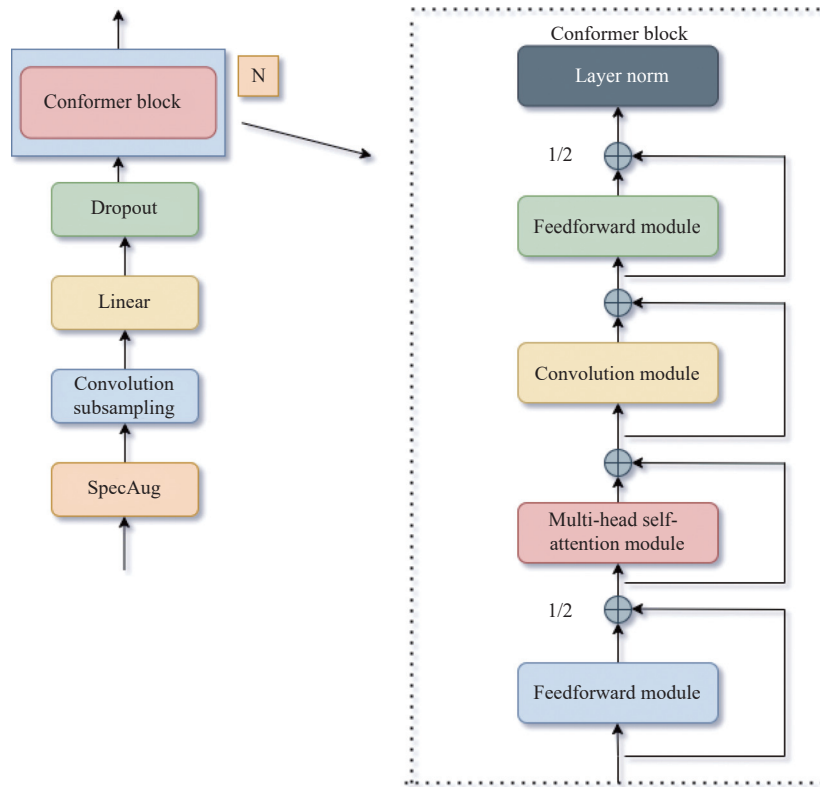 Conformer block
N
Dropout
Linear
Convolution
subsampling
SpecAug
Conformer block
Layer norm
1/2
Feedforward module
Convolution module
Multi-head self-
attention module
1/2
Feedforward module